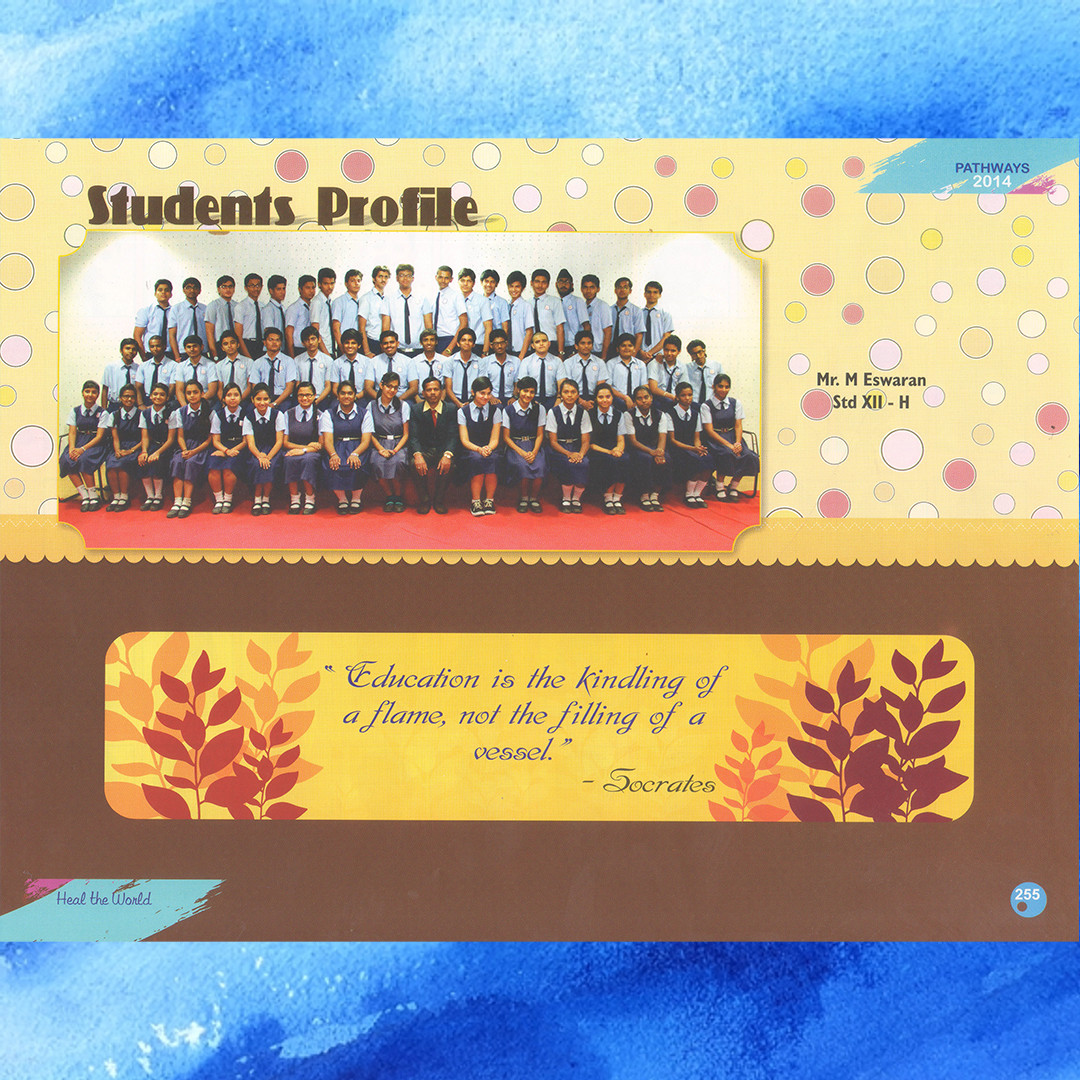 PATHWAYS
2014
Students Profile
Mr. M Eswaran
Std XII - H
“ Education is the kindling of
a flame, not the filling of a
vessel.”
- Socrates
Heal the World
255